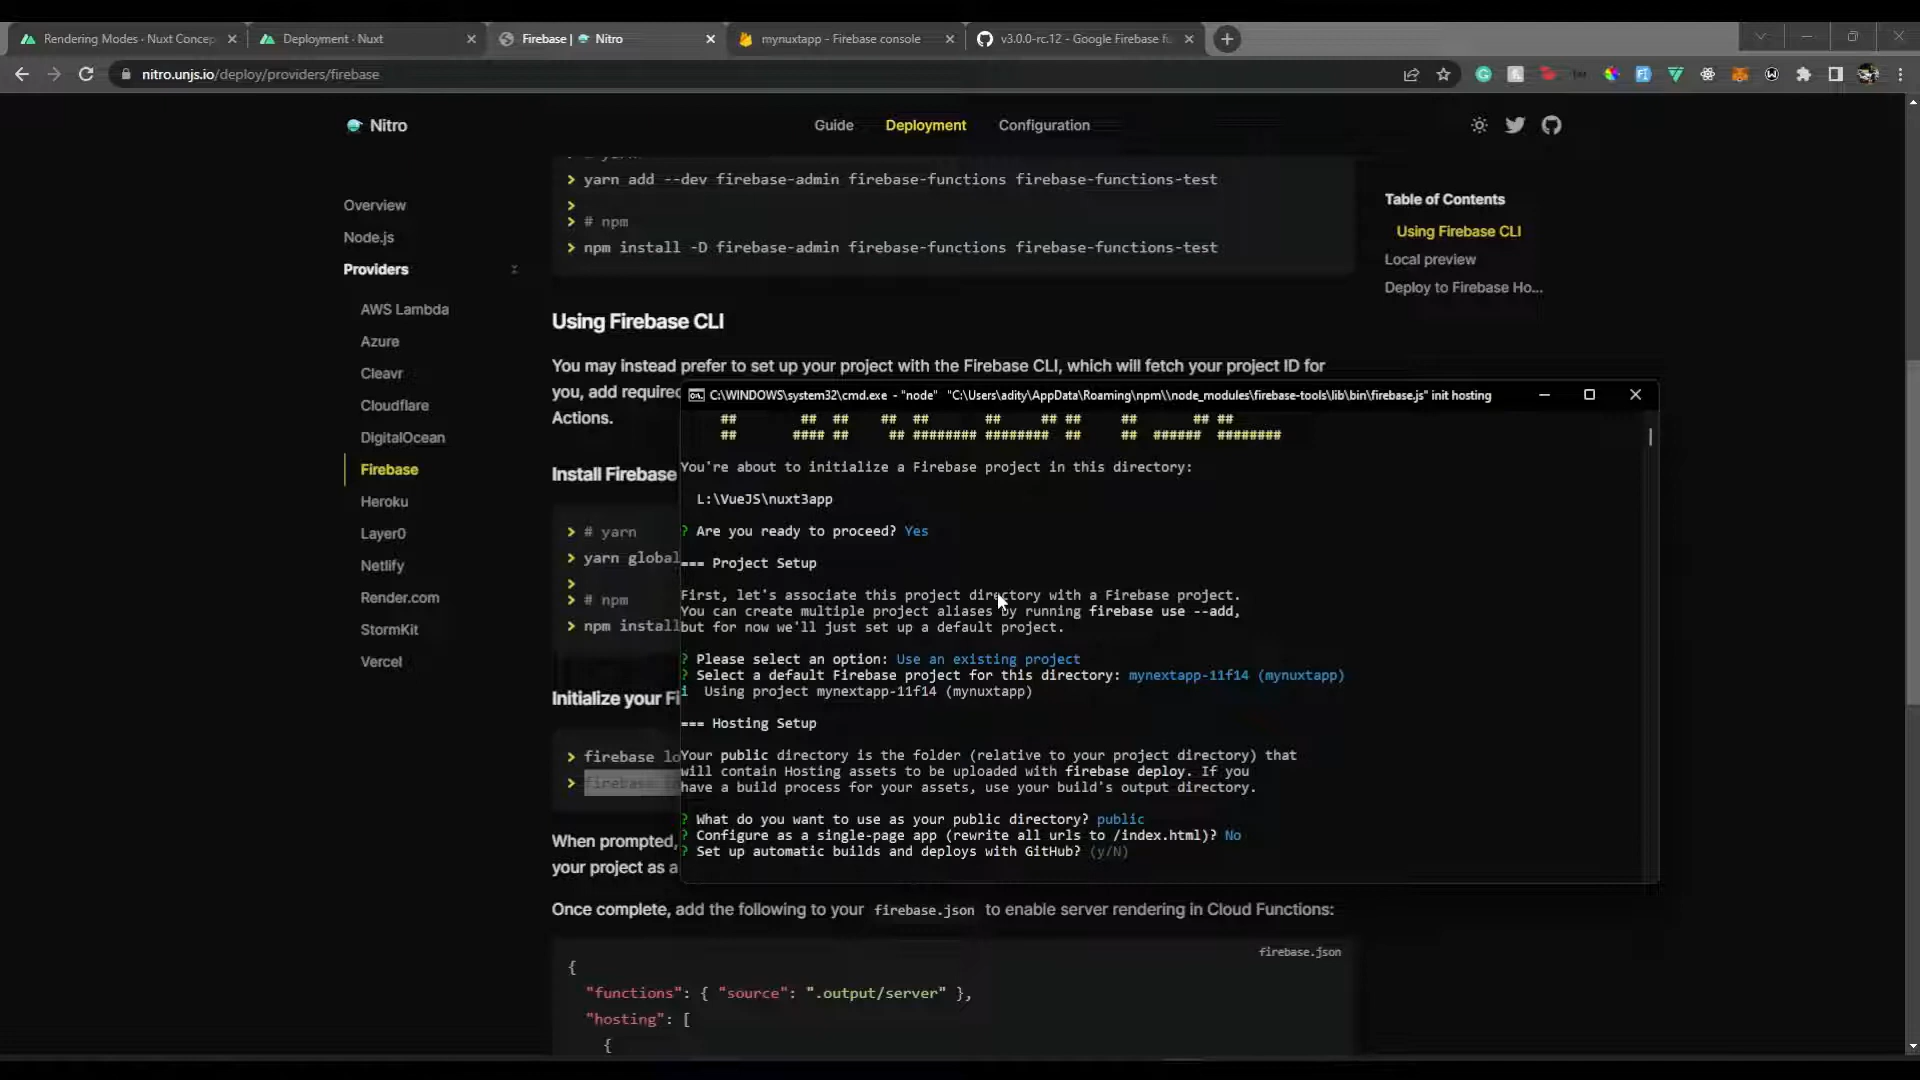 Rendering Modes · Nuxt Concep
Deployment · Nuxt
Firebase | Nitro
mynuxtapp - Firebase console
v3.0.0-rc.12 - Google Firebase fu
nitro.unjs.io/deploy/providers/firebase
Nitro
Guide
Deployment
Configuration
Overview
Node.js
Providers
AWS Lambda
Azure
Cleavr
Cloudflare
DigitalOcean
Firebase
Heroku
Layer0
Netlify
Render.com
StormKit
Vercel
> yarn add --dev firebase-admin firebase-functions firebase-functions-test
>
> # npm
> npm install -D firebase-admin firebase-functions firebase-functions-test
Using Firebase CLI
You may instead prefer to set up your project with the Firebase CLI, which will fetch your project ID for
you, add required
Actions.
Install Firebase
> # yarn
> yarn global
>
> # npm
> npm install
Initialize your Fi
> firebase lo
> firebase
When prompted,
your project as a
Once complete, add the following to your firebase.json to enable server rendering in Cloud Functions:
firebase.json
{
"functions": { "source": ".output/server" },
"hosting": [
{
Table of Contents
Using Firebase CLI
Local preview
Deploy to Firebase Ho...
C:\WINDOWS\system32\cmd.exe - "node" "C:\Users\adity\AppData\Roaming\npm\\node_modules\firebase-tools\lib\bin\firebase.js" init hosting
## ## ## ## ## ## ## ## ## ## ##
## #### ## ## ######## ######### ## ## ###### ########
You're about to initialize a Firebase project in this directory:
L:\VueJS\nuxt3app
? Are you ready to proceed? Yes
=== Project Setup
First, let's associate this project directory with a Firebase project.
You can create multiple project aliases by running firebase use --add,
but for now we'll just set up a default project.
? Please select an option: Use an existing project
? Select a default Firebase project for this directory: mynextapp-11f14 (mynuxtapp)
i Using project mynextapp-11f14 (mynuxtapp)
=== Hosting Setup
Your public directory is the folder (relative to your project directory) that
will contain Hosting assets to be uploaded with firebase deploy. If you
have a build process for your assets, use your build's output directory.
? What do you want to use as your public directory? public
? Configure as a single-page app (rewrite all urls to /index.html)? No
? Set up automatic builds and deploys with GitHub? (y/N)